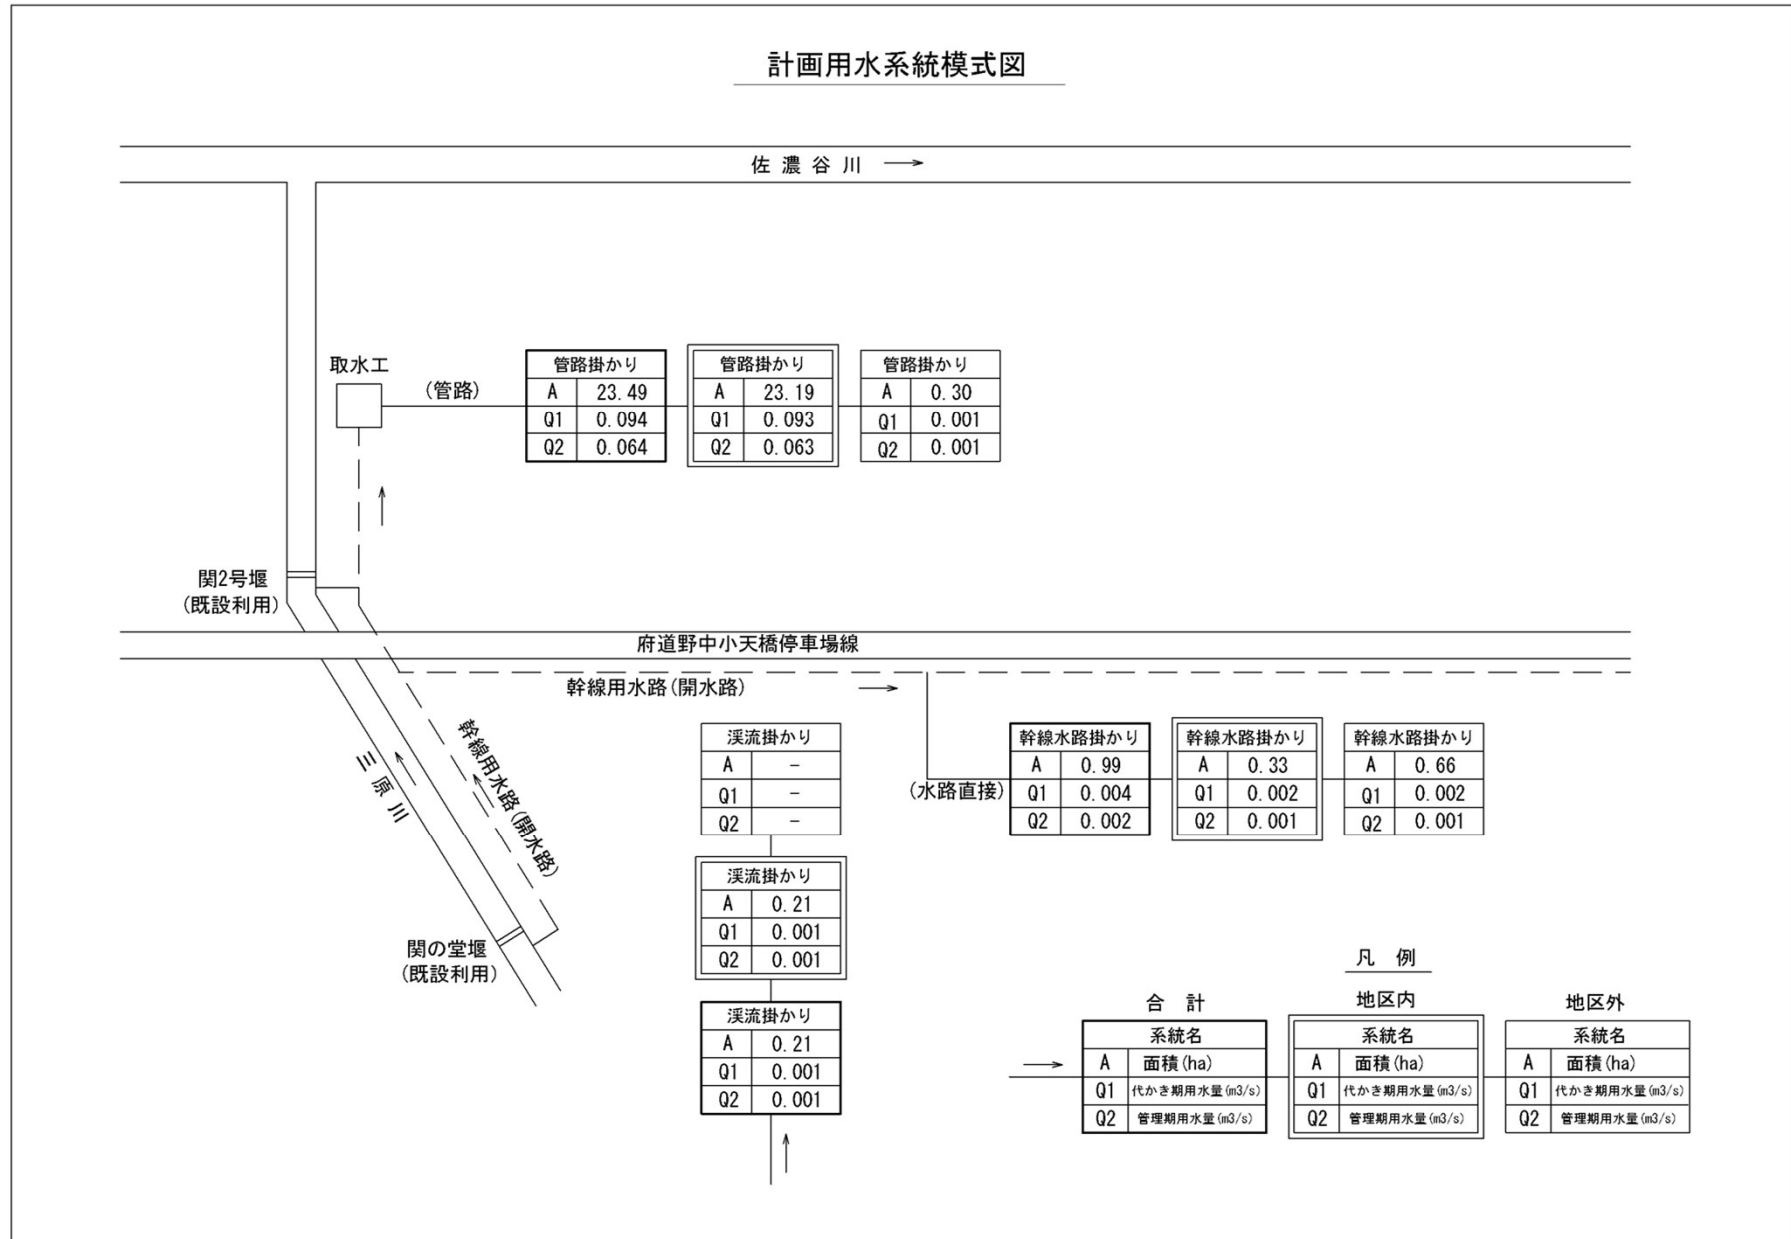 計画用水系統模式図
佐濃谷川
取水工
(管路)
管路掛かり
A 23.49
Q1 0.094
Q2 0.064
管路掛かり
A 23.19
Q1 0.093
Q2 0.063
管路掛かり
A 0.30
Q1 0.001
Q2 0.001
関2号堰
(既設利用)
府道野中小天橋停車場線
幹線用水路(開水路)
三原川
幹線用水路(開水路)
関の堂堰
(既設利用)
渓流掛かり
A -
Q1 -
Q2 -
渓流掛かり
A 0.21
Q1 0.001
Q2 0.001
渓流掛かり
A 0.21
Q1 0.001
Q2 0.001
(水路直接)
幹線水路掛かり
A 0.99
Q1 0.004
Q2 0.002
幹線水路掛かり
A 0.33
Q1 0.002
Q2 0.001
幹線水路掛かり
A 0.66
Q1 0.002
Q2 0.001
凡例
合計
系統名
A 面積(ha)
Q1 代かき期用水量(m3/s)
Q2 管理期用水量(m3/s)
地区内
系統名
A 面積(ha)
Q1 代かき期用水量(m3/s)
Q2 管理期用水量(m3/s)
地区外
系統名
A 面積(ha)
Q1 代かき期用水量(m3/s)
Q2 管理期用水量(m3/s)